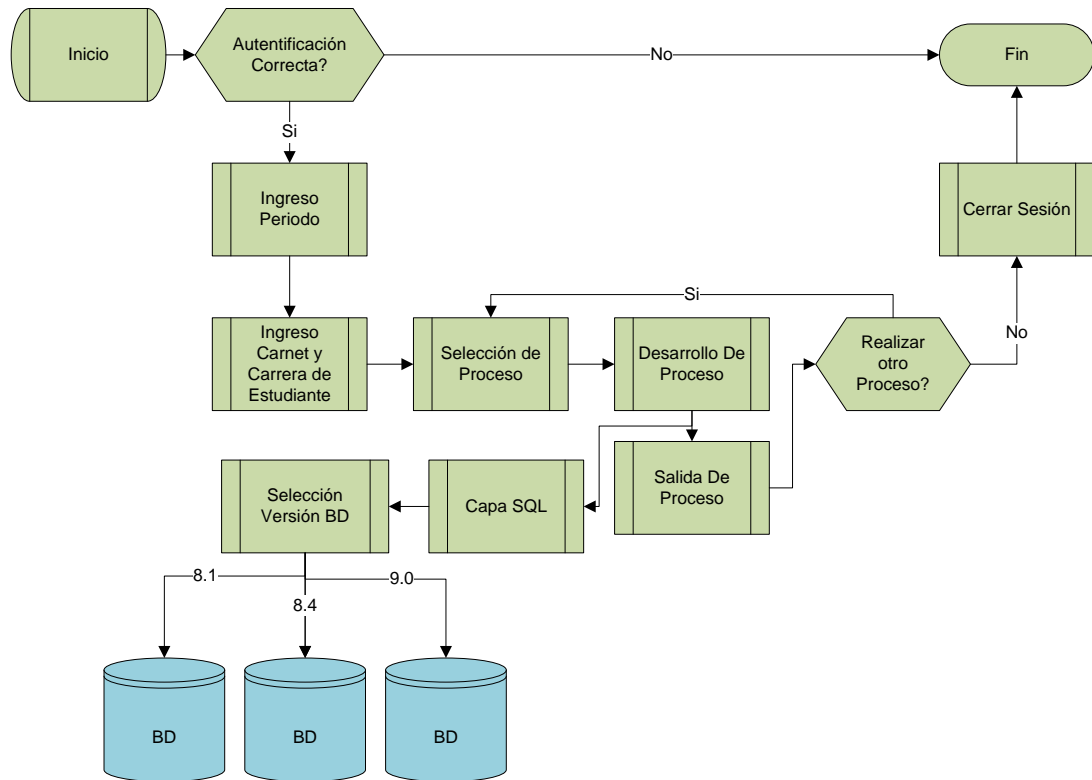 Inicio
Autentificación
Correcta?
No
Fin
Si
Ingreso
Periodo
Cerrar Sesión
Si
No
Ingreso
Carnet y
Carrera de
Estudiante
Selección de
Proceso
Desarrollo De
Proceso
Realizar
otro
Proceso?
Selección
Versión BD
Capa SQL
Salida De
Proceso
8.1
8.4
9.0
BD
BD
BD